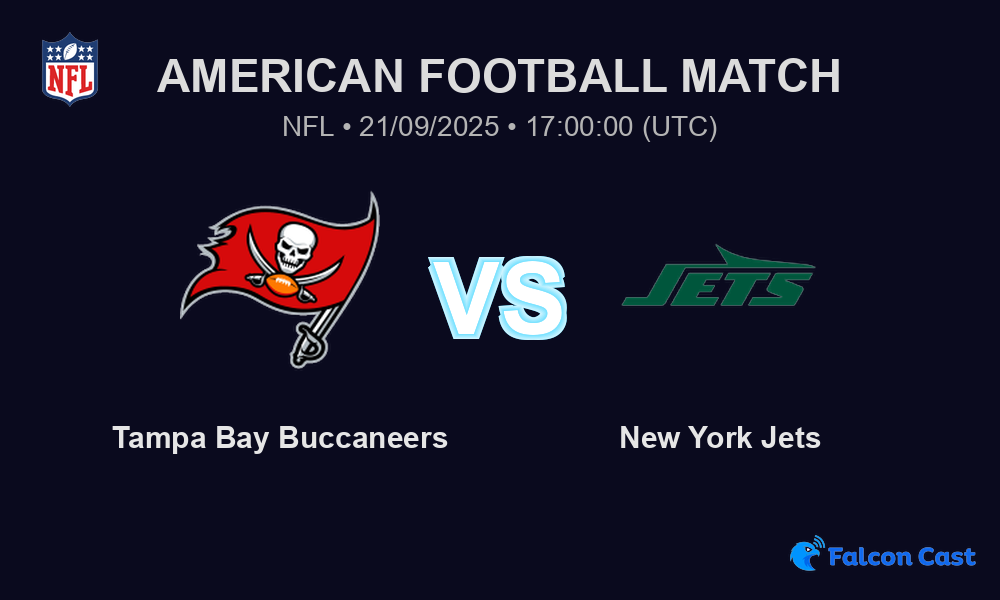 NFL
AMERICAN FOOTBALL MATCH
NFL • 21/09/2025 • 17:00:00 (UTC)
VS
JETS
Tampa Bay Buccaneers
New York Jets
Falcon Cast